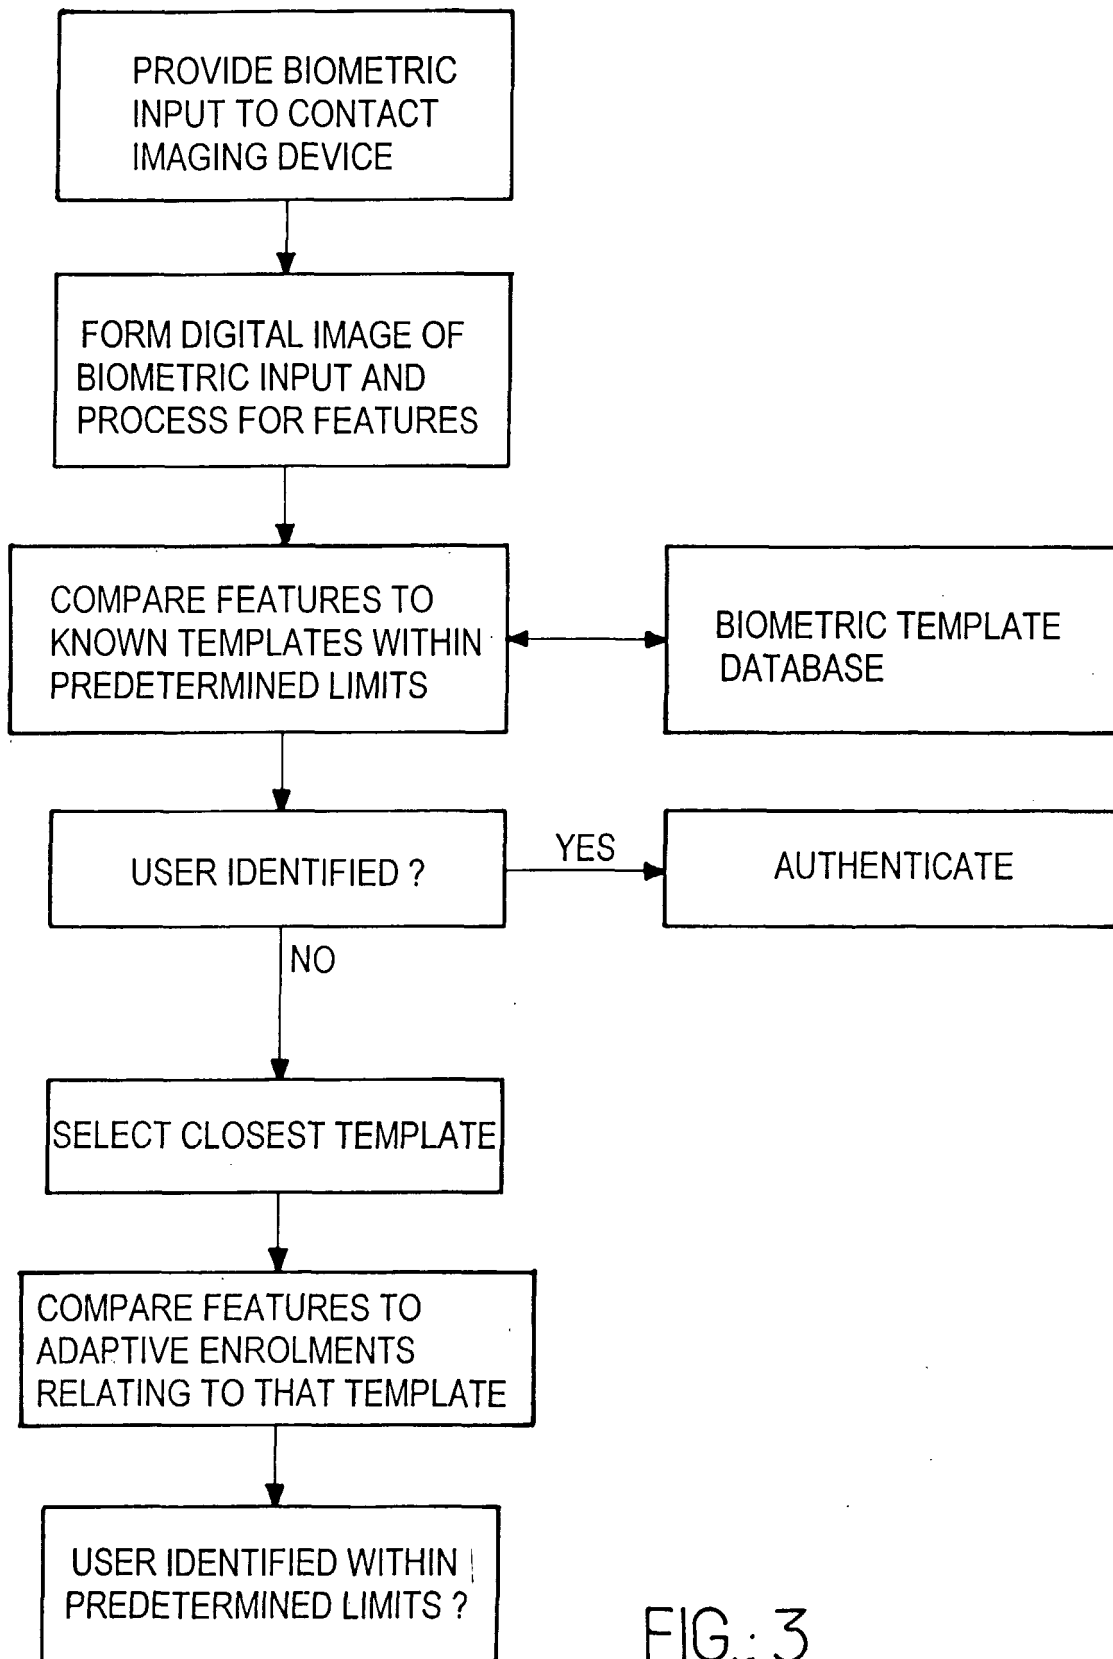 PROVIDE BIOMETRIC
INPUT TO CONTACT
IMAGING DEVICE
FORM DIGITAL IMAGE OF
BIOMETRIC INPUT AND
PROCESS FOR FEATURES
COMPARE FEATURES TO
KNOWN TEMPLATES WITHIN
PREDETERMINED LIMITS
BIOMETRIC TEMPLATE
DATABASE
USER IDENTIFIED ?
YES
AUTHENTICATE
NO
SELECT CLOSEST TEMPLATE
COMPARE FEATURES TO
ADAPTIVE ENROLMENTS
RELATING TO THAT TEMPLATE
USER IDENTIFIED WITHIN
PREDETERMINED LIMITS ?
FIG.: 3